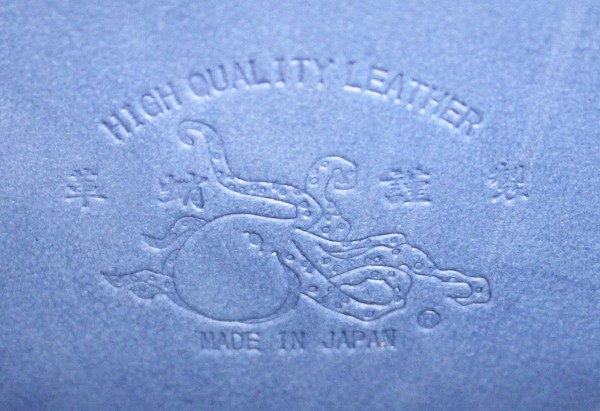 HIGH QUALITY LEATHER
革蛸謹製
®
MADE IN JAPAN